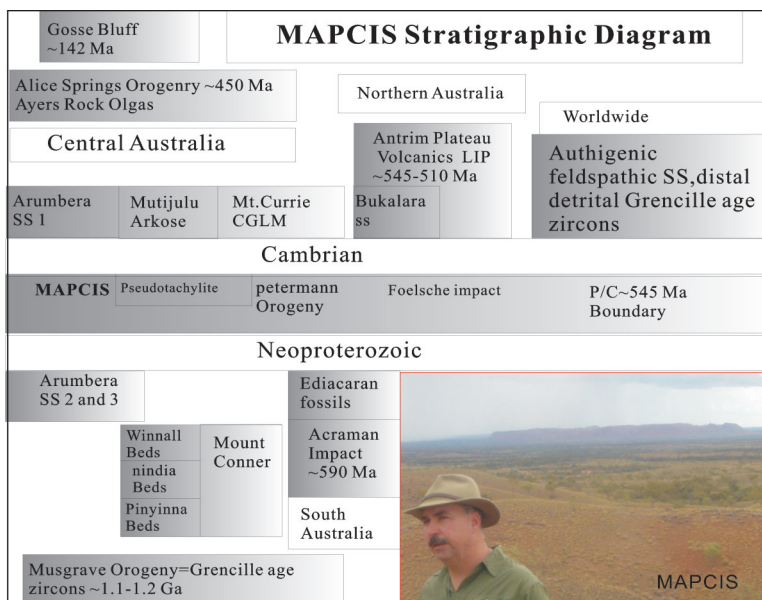 Gosse Bluff
~142 Ma
MAPCIS Stratigraphic Diagram
Alice Springs Orogenry ~450 Ma
Ayers Rock Olgas
Northern Australia
Worldwide
Central Australia
Antrim Plateau
Volcanics LIP
~545-510 Ma
Authigenic
feldspathic SS,distal
detrital Grencille age
zircons
Arumbera
SS 1
Mutijulu
Arkose
Mt.Currie
CGLM
Bukalara
ss
Cambrian
MAPCIS
Pseudotachylite
petermann
Orogeny
Foelsche impact
P/C~545 Ma
Boundary
Neoproterozoic
Arumbera
SS 2 and 3
Ediacaran
fossils
Winnall
Beds
nindia
Beds
Pinyinna
Beds
Mount
Conner
Acraman
Impact
~590 Ma
South
Australia
Musgrave Orogeny=Grencille age
zircons ~1.1-1.2 Ga
MAPCIS